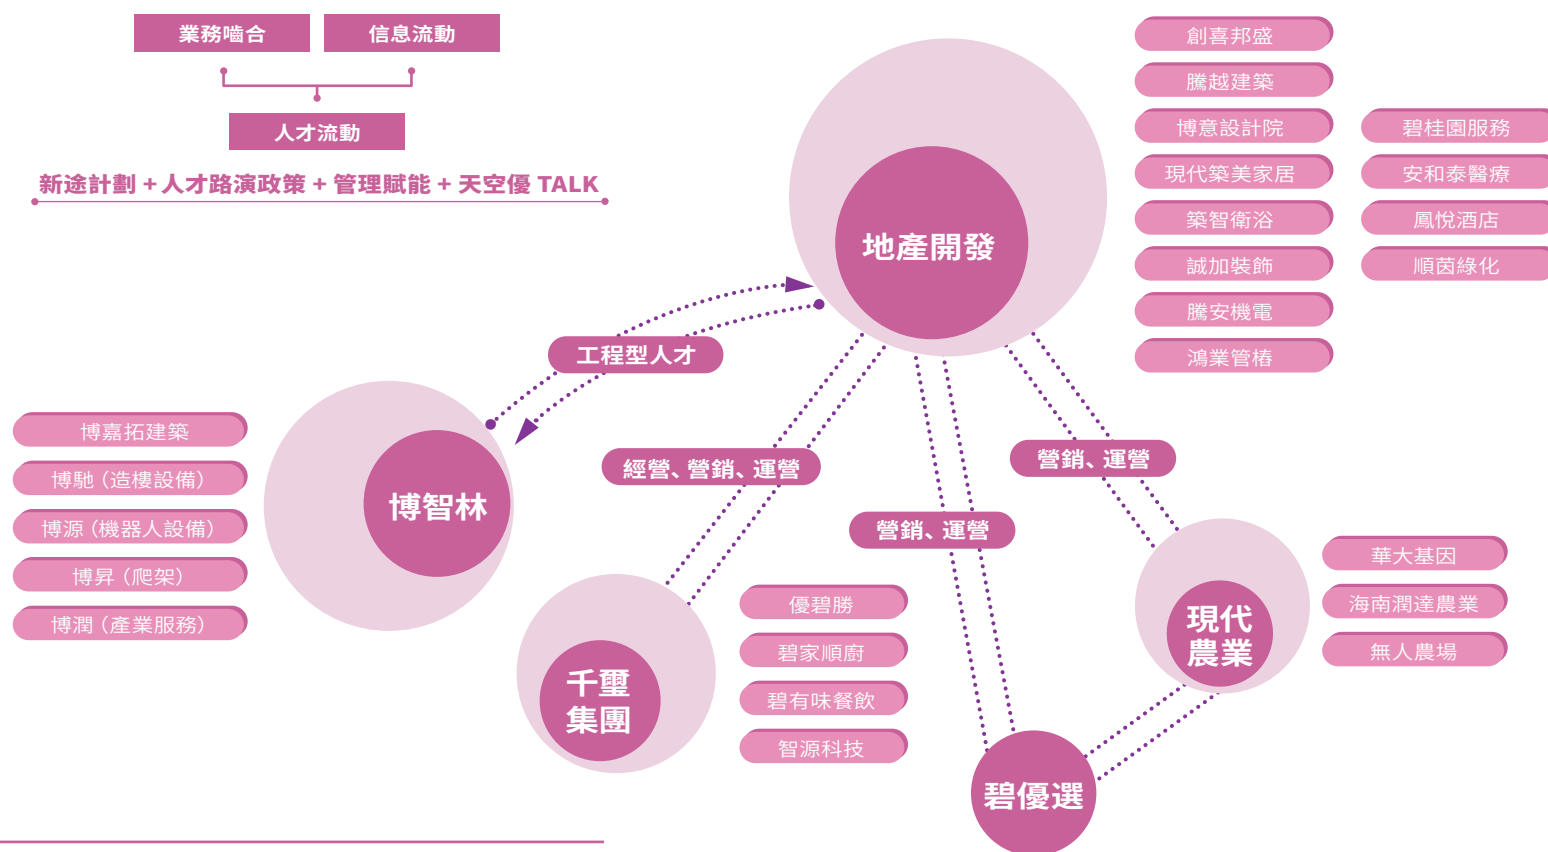 業務嚙合
信息流動
人才流動
新途計劃 + 人才路演政策 + 管理賦能 + 天空優 TALK
地產開發
創喜邦盛
騰越建築
博意設計院
現代築美家居
築智衛浴
誠加裝飾
騰安機電
鴻業管樁
碧桂園服務
安和泰醫療
鳳悅酒店
順茵綠化
工程型人才
博嘉拓建築
博馳（造樓設備）
博源（機器人設備）
博昇（爬架）
博潤（產業服務）
博智林
經營、營銷、運營
營銷、運營
營銷、運營
千璽
集團
優碧勝
碧家順廚
碧有味餐飲
智源科技
現代
農業
華大基因
海南潤達農業
無人農場
碧優選